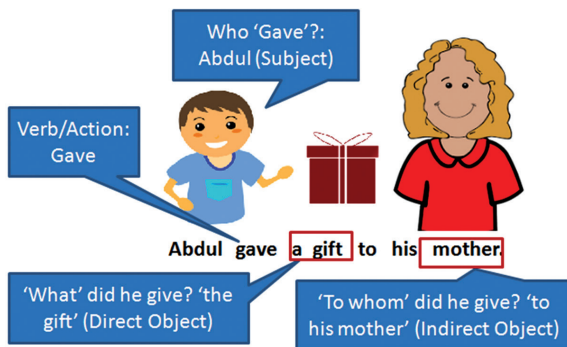 Who ‘Gave’?:
Abdul (Subject)
Verb/Action:
Gave
Abdul gave a gift to his mother.
‘What’ did he give? ‘the
gift’ (Direct Object)
‘To whom’ did he give? ‘to
his mother’ (Indirect Object)